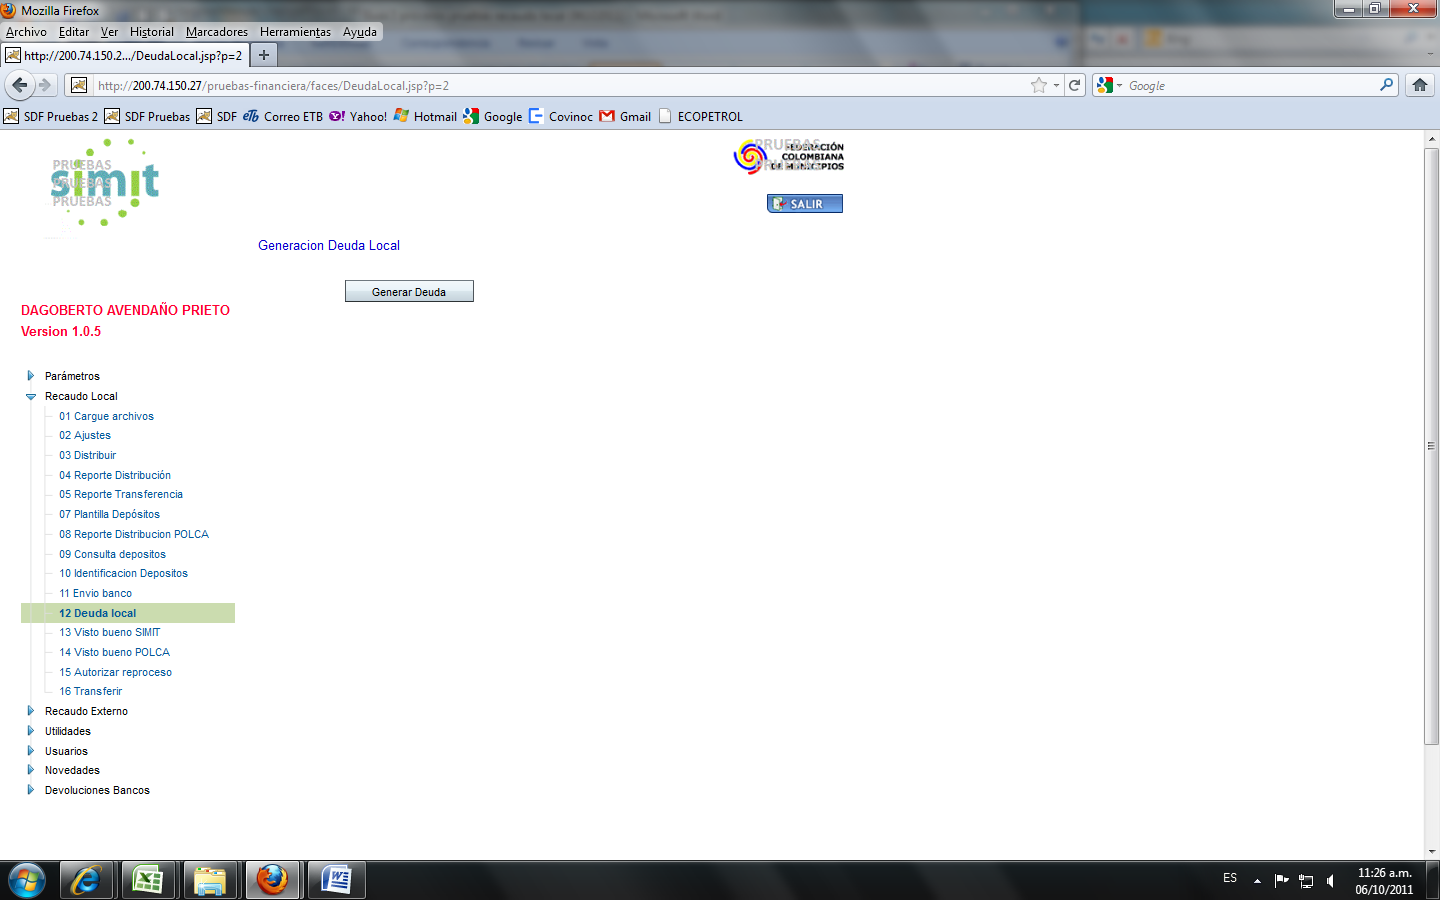 Mozilla Firefox
Archivo Editar Ver Historial Marcadores Herramientas Ayuda
http://200.74.150.2.../DeudaLocal.jsp?p=2
http://200.74.150.27/pruebas-financiera/faces/DeudaLocal.jsp?p=2
Google
SDF Pruebas 2 SDF Pruebas SDF Correo ETB Yahoo! Hotmail Google Covinoc Gmail ECOPETROL
PRUEBAS
simit
PRUEBAS
PRUEBAS
PRUEBAS
FEDERACIÓN
COLOMBIANA
DE MUNICIPIOS
PRUEBAS
SALIR
Generacion Deuda Local
Generar Deuda
DAGOBERTO AVENDAÑO PRIETO
Version 1.0.5
Parámetros
Recaudo Local
01 Cargue archivos
02 Ajustes
03 Distribuir
04 Reporte Distribución
05 Reporte Transferencia
07 Plantilla Depósitos
08 Reporte Distribucion POLCA
09 Consulta depositos
10 Identificacion Depositos
11 Envio banco
12 Deuda local
13 Visto bueno SIMIT
14 Visto bueno POLCA
15 Autorizar reproceso
16 Transferir
Recaudo Externo
Utilidades
Usuarios
Novedades
Devoluciones Bancos
ES
11:26 a.m.
06/10/2011